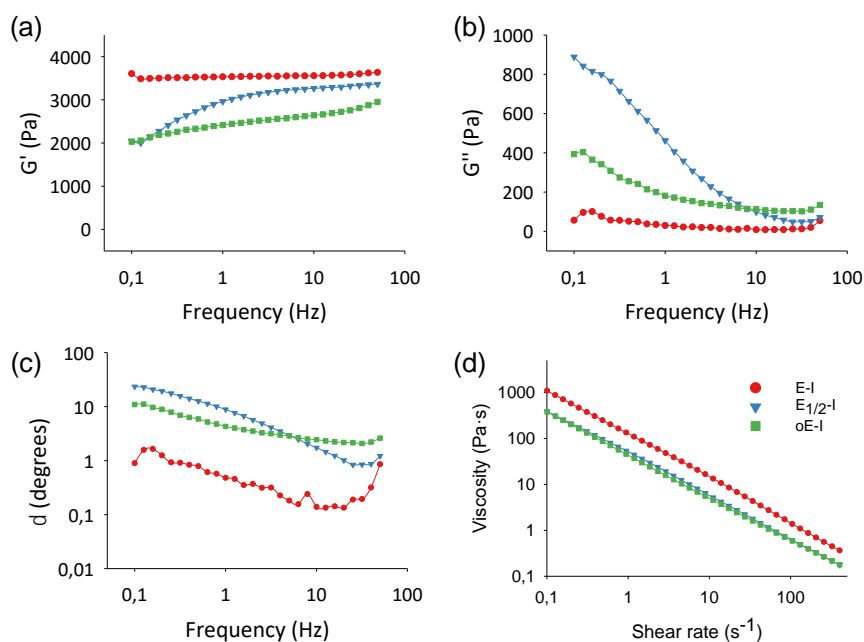 (a)
4000
3000
2000
1000
0
G' (Pa)
0,1 1 10 100
Frequency (Hz)
(b)
1000
800
600
400
200
0
G'' (Pa)
0,1 1 10 100
Frequency (Hz)
(c)
100
10
1
0,1
0,01
d (degrees)
0,1 1 10 100
Frequency (Hz)
(d)
1000
100
10
1
0,1
Viscosity (Pa·s)
E-I
E1/2-I
oE-I
0,1 1 10 100
Shear rate (s-1)